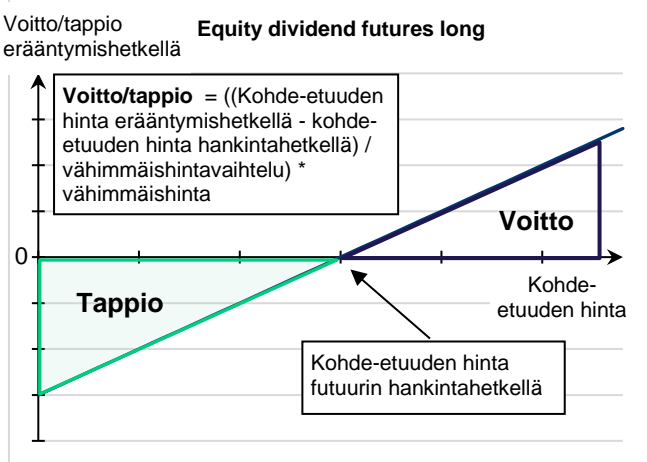 Voitto/tappio
erääntymishetkellä
Equity dividend futures long
Voitto/tappio = ((Kohde-etuuden
hinta erääntymishetkellä - kohde-
etuuden hinta hankintahetkellä) /
vähimmäishintavaihtelu) *
vähimmäishinta
Voitto
0
Tappio
Kohde-
etuuden hinta
Kohde-etuuden hinta
futuurin hankintahetkellä